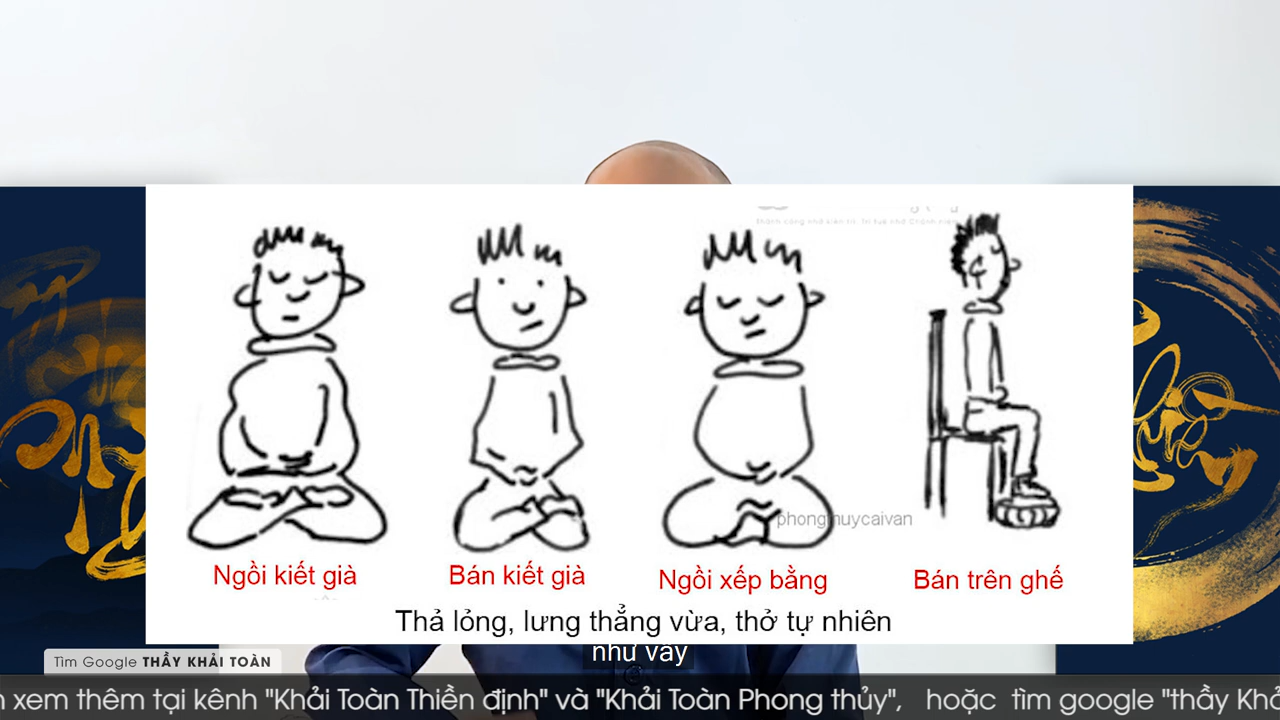 phongthuycaivan
Ngồi kiết già
Bán kiết già
Ngồi xếp bằng
Bán trên ghế
Thả lỏng, lưng thẳng vừa, thở tự nhiên
như vậy
Tìm Google THẦY KHẢI TOÀN
xem thêm tại kênh "Khải Toàn Thiền định" và "Khải Toàn Phong thủy", hoặc tìm google "thầy Khả